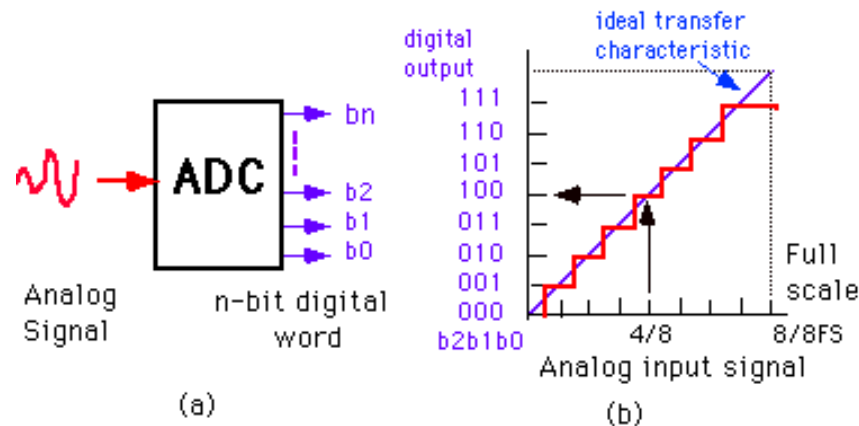 ADC
bn
b2
b1
b0
Analog
Signal
n-bit digital
word
(a)
digital
output
ideal transfer
characteristic
111
110
101
100
011
010
001
000
b2b1b0
4/8
8/8FS
Full
scale
Analog input signal
(b)